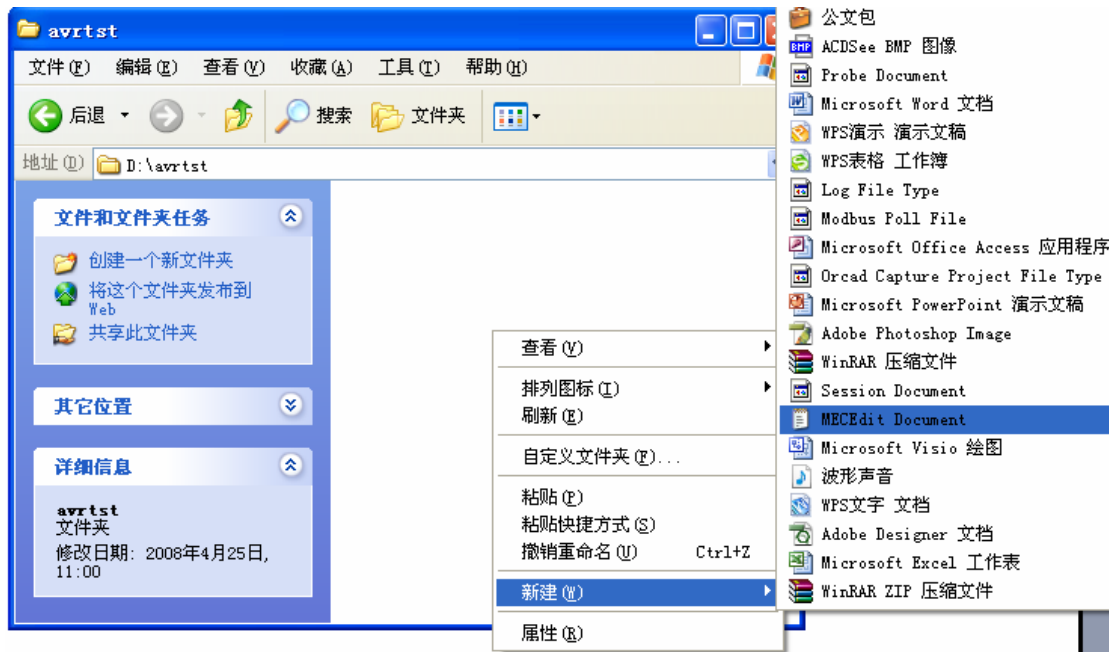 avrtst
文件(F) 编辑(E) 查看(V) 收藏(A) 工具(T) 帮助(H)
后退 搜索 文件夹
地址(D) D:\avrtst
文件和文件夹任务
创建一个新文件夹
将这个文件夹发布到
Web
共享此文件夹
其它位置
详细信息
avrtst
文件夹
修改日期: 2008年4月25日,
11:00
查看(V)
排列图标(I)
刷新(E)
自定义文件夹(F)...
粘贴(P)
粘贴快捷方式(S)
撤销重命名(U) Ctrl+Z
新建(W)
属性(R)
公文包
BMP ACDSee BMP 图像
Probe Document
Microsoft Word 文档
WPS演示 演示文稿
WPS表格 工作簿
Log File Type
Modbus Poll File
Microsoft Office Access 应用程序
Orcad Capture Project File Type
Microsoft PowerPoint 演示文稿
Adobe Photoshop Image
WinRAR 压缩文件
Session Document
MECEdit Document
Microsoft Visio 绘图
波形声音
WPS文字 文档
Adobe Designer 文档
Microsoft Excel 工作表
WinRAR ZIP 压缩文件